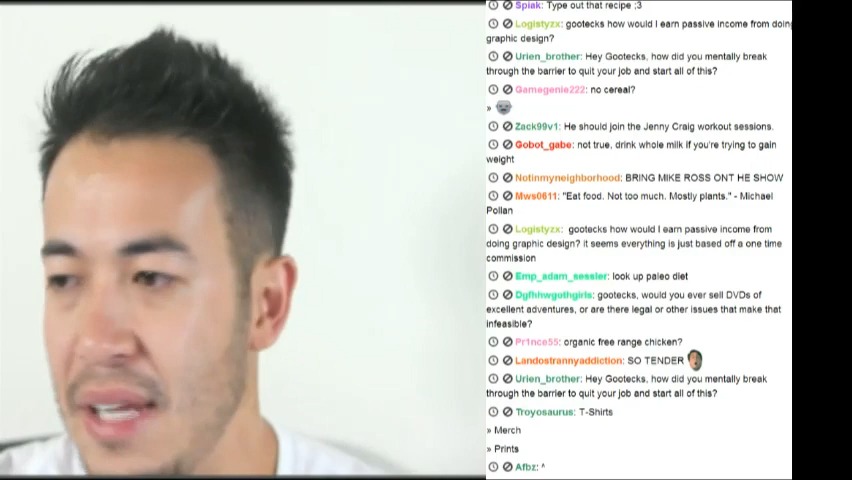 Spiak: Type out that recipe ;3
Logistyzx: gootecks how would I earn passive income from doing
graphic design?
Urien_brother: Hey Gootecks, how did you mentally break
through the barrier to quit your job and start all of this?
Gamegenie222: no cereal?
»
Zack99v1: He should join the Jenny Craig workout sessions.
Gobot_gabe: not true, drink whole milk if you're trying to gain
weight
Notinmyneighborhood: BRING MIKE ROSS ONT HE SHOW
Mws0611: "Eat food. Not too much. Mostly plants." - Michael
Pollan
Logistyzx: gootecks how would I earn passive income from
doing graphic design? it seems everything is just based off a one time
commission
Emp_adam_sessler: look up paleo diet
Dgfhhwgothgirls: gootecks, would you ever sell DVDs of
excellent adventures, or are there legal or other issues that make that
infeasible?
Pr1nce55: organic free range chicken?
Landostrannyaddiction: SO TENDER
Urien_brother: Hey Gootecks, how did you mentally break
through the barrier to quit your job and start all of this?
Troyosaurus: T-Shirts
» Merch
» Prints
Afbz: ^